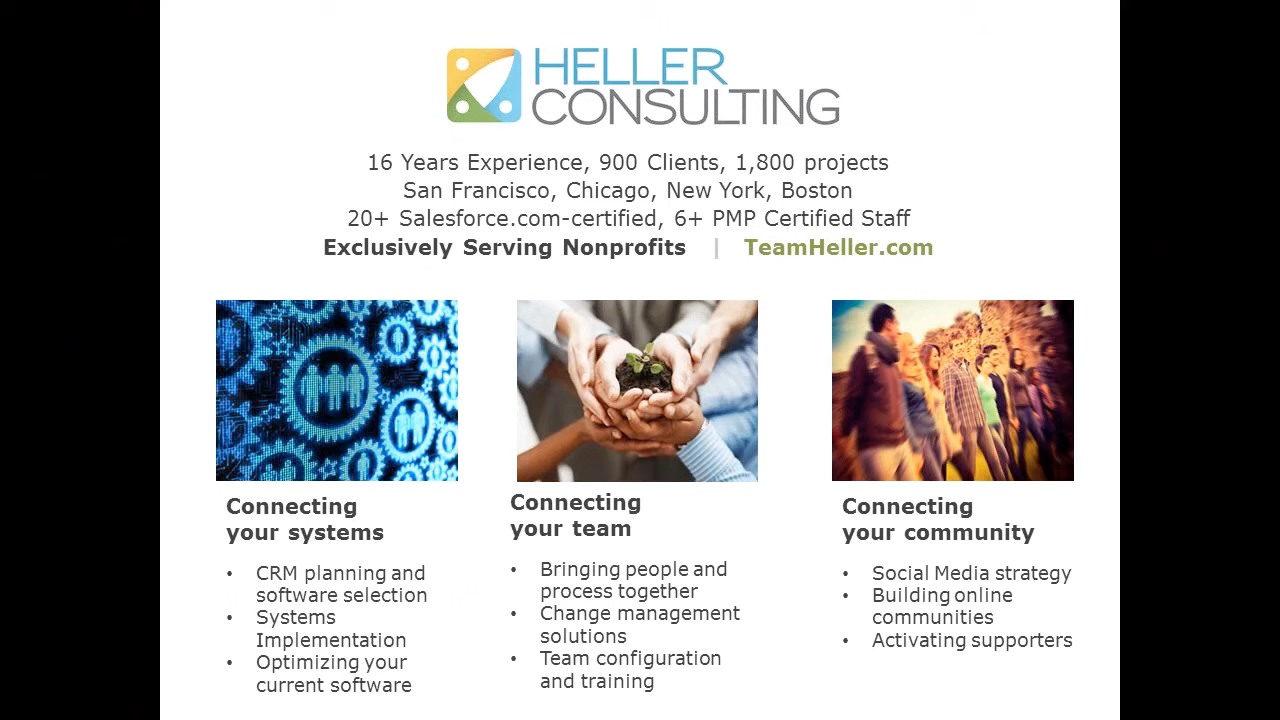 HELLER
CONSULTING
16 Years Experience, 900 Clients, 1,800 projects
San Francisco, Chicago, New York, Boston
20+ Salesforce.com-certified, 6+ PMP Certified Staff
Exclusively Serving Nonprofits | TeamHeller.com
Connecting
your systems
• CRM planning and
software selection
• Systems
Implementation
• Optimizing your
current software
Connecting
your team
• Bringing people and
process together
• Change management
solutions
• Team configuration
and training
Connecting
your community
• Social Media strategy
• Building online
communities
• Activating supporters